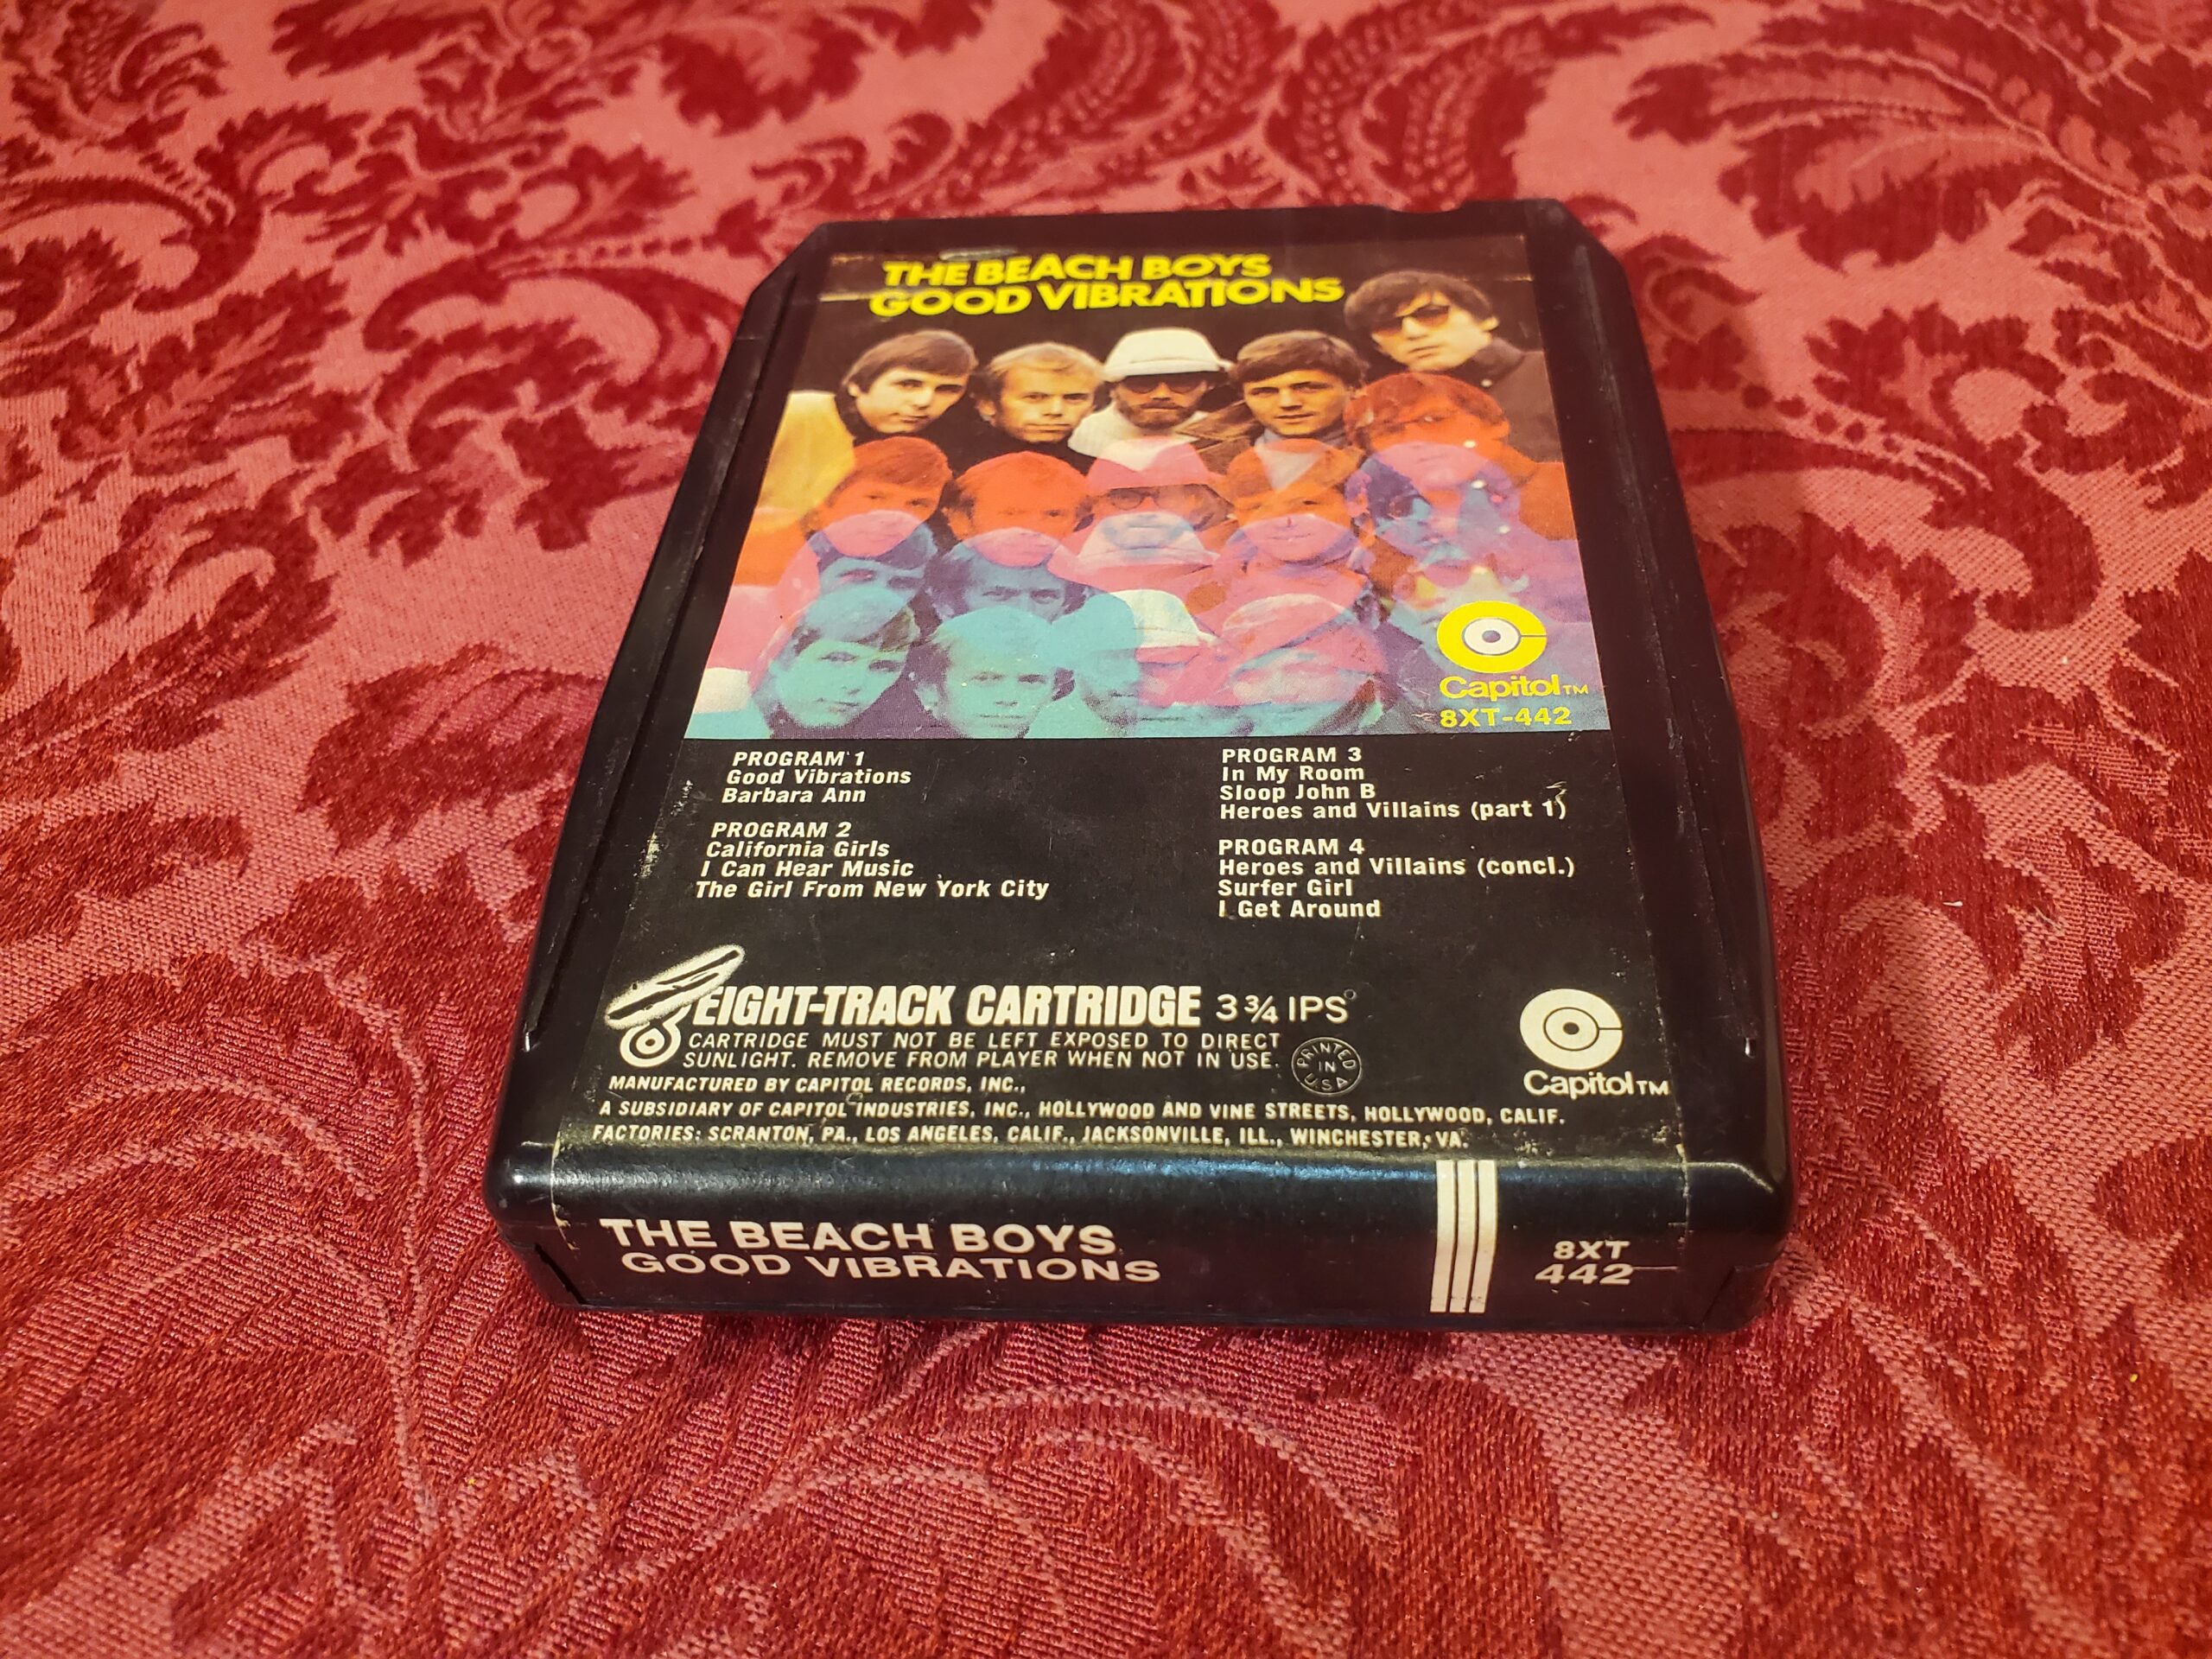 THE BEACH BOYS
GOOD VIBRATIONS
Capitol™
8XT-442
PROGRAM 1
Good Vibrations
Barbara Ann
PROGRAM 2
California Girls
I Can Hear Music
The Girl From New York City
PROGRAM 3
In My Room
Sloop John B
Heroes and Villains (part 1)
PROGRAM 4
Heroes and Villains (concl.)
Surfer Girl
I Get Around
8 EIGHT-TRACK CARTRIDGE 3 3/4 IPS
CARTRIDGE MUST NOT BE LEFT EXPOSED TO DIRECT
SUNLIGHT. REMOVE FROM PLAYER WHEN NOT IN USE.
PRINTED
IN
U.S.A.
Capitol™
MANUFACTURED BY CAPITOL RECORDS, INC.,
A SUBSIDIARY OF CAPITOL INDUSTRIES, INC., HOLLYWOOD AND VINE STREETS, HOLLYWOOD, CALIF.
FACTORIES: SCRANTON, PA., LOS ANGELES, CALIF., JACKSONVILLE, ILL., WINCHESTER, VA.
THE BEACH BOYS
GOOD VIBRATIONS
8XT
442